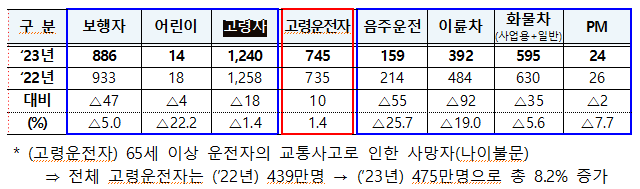 구 분 보행자 어린이 고령자 고령운전자 음주운전 이륜차 화물차 (사업용+일반) PM
‘23년 886 14 1,240 745 159 392 595 24
‘22년 933 18 1,258 735 214 484 630 26
대비 △47 △4 △18 10 △55 △92 △35 △2
(%) △5.0 △22.2 △1.4 1.4 △25.7 △19.0 △5.6 △7.7
* (고령운전자) 65세 이상 운전자의 교통사고로 인한 사망자(나이불문)
⇒ 전체 고령운전자는 (‘22년) 439만명 → (‘23년) 475만명으로 총 8.2% 증가